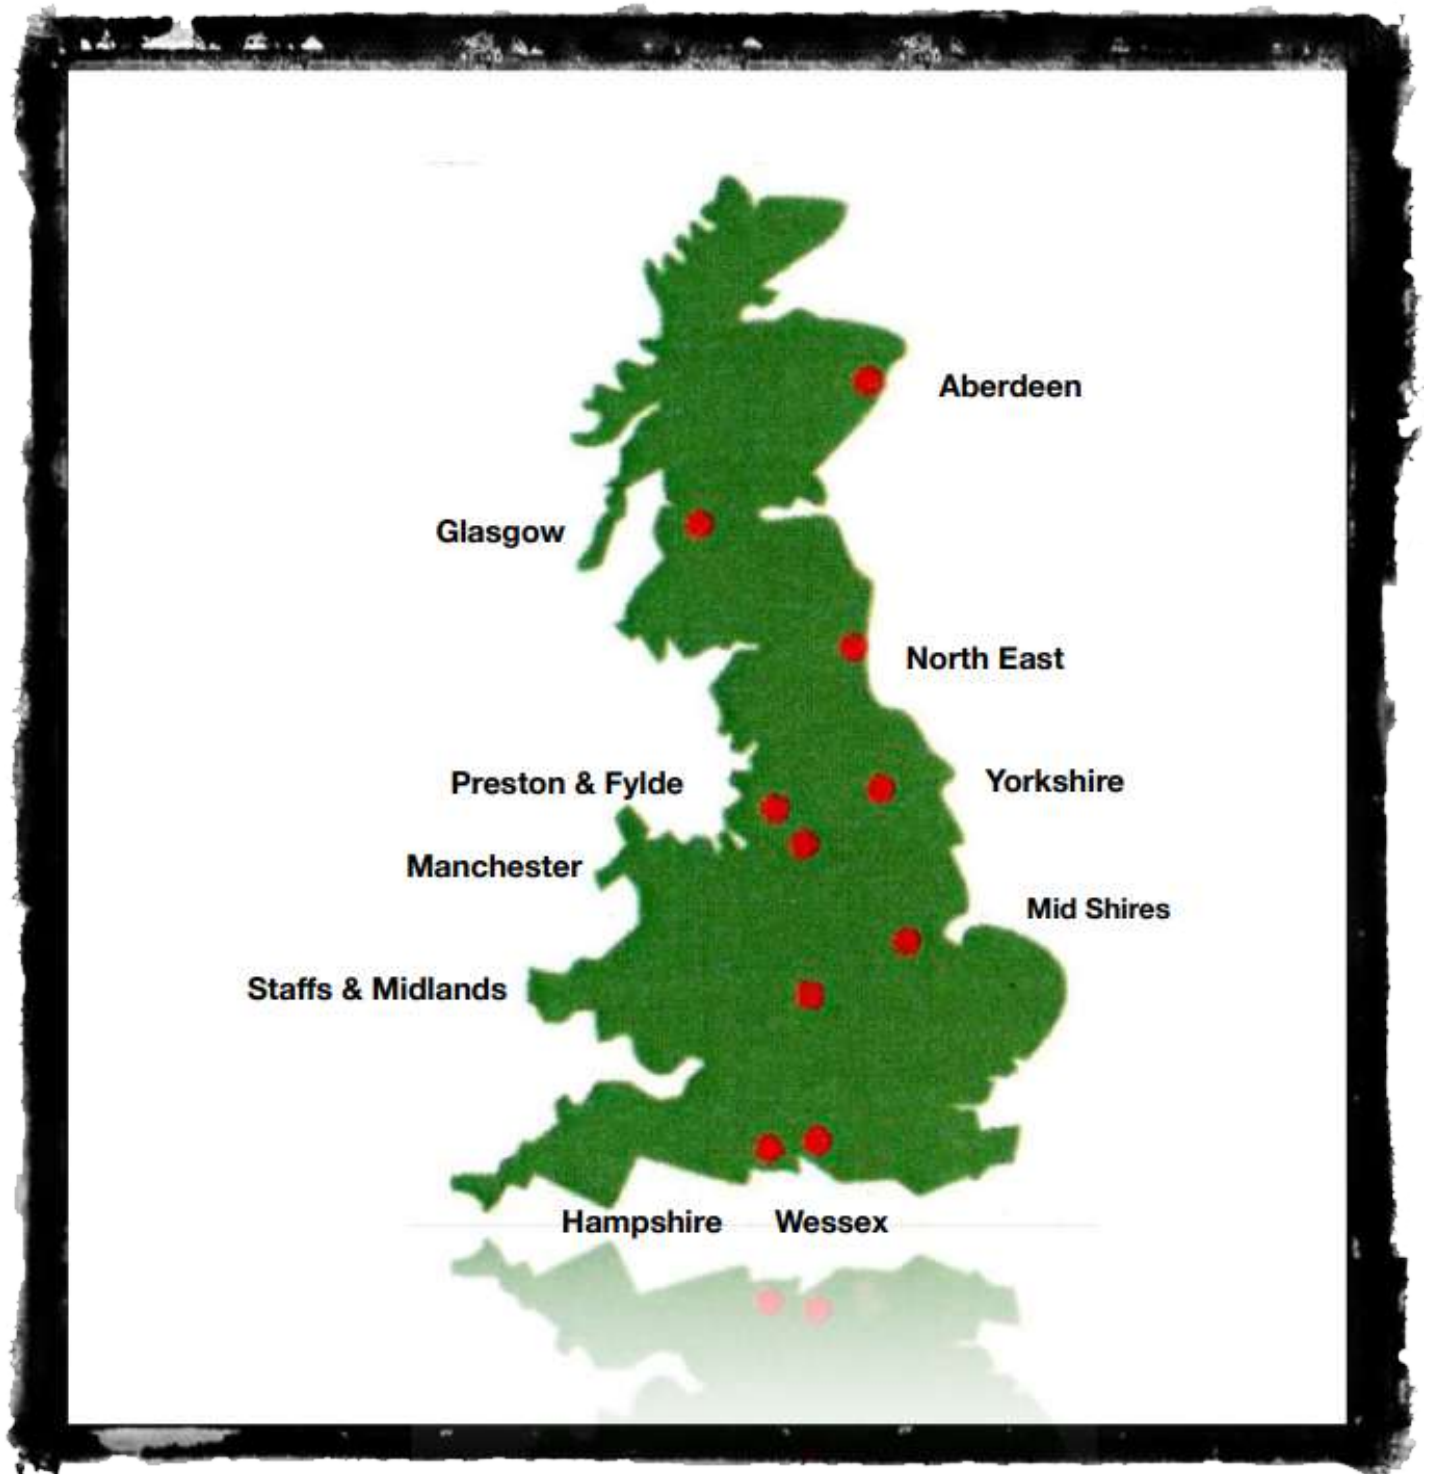 Aberdeen
Glasgow
North East
Preston & Fylde
Yorkshire
Manchester
Mid Shires
Staffs & Midlands
Hampshire
Wessex